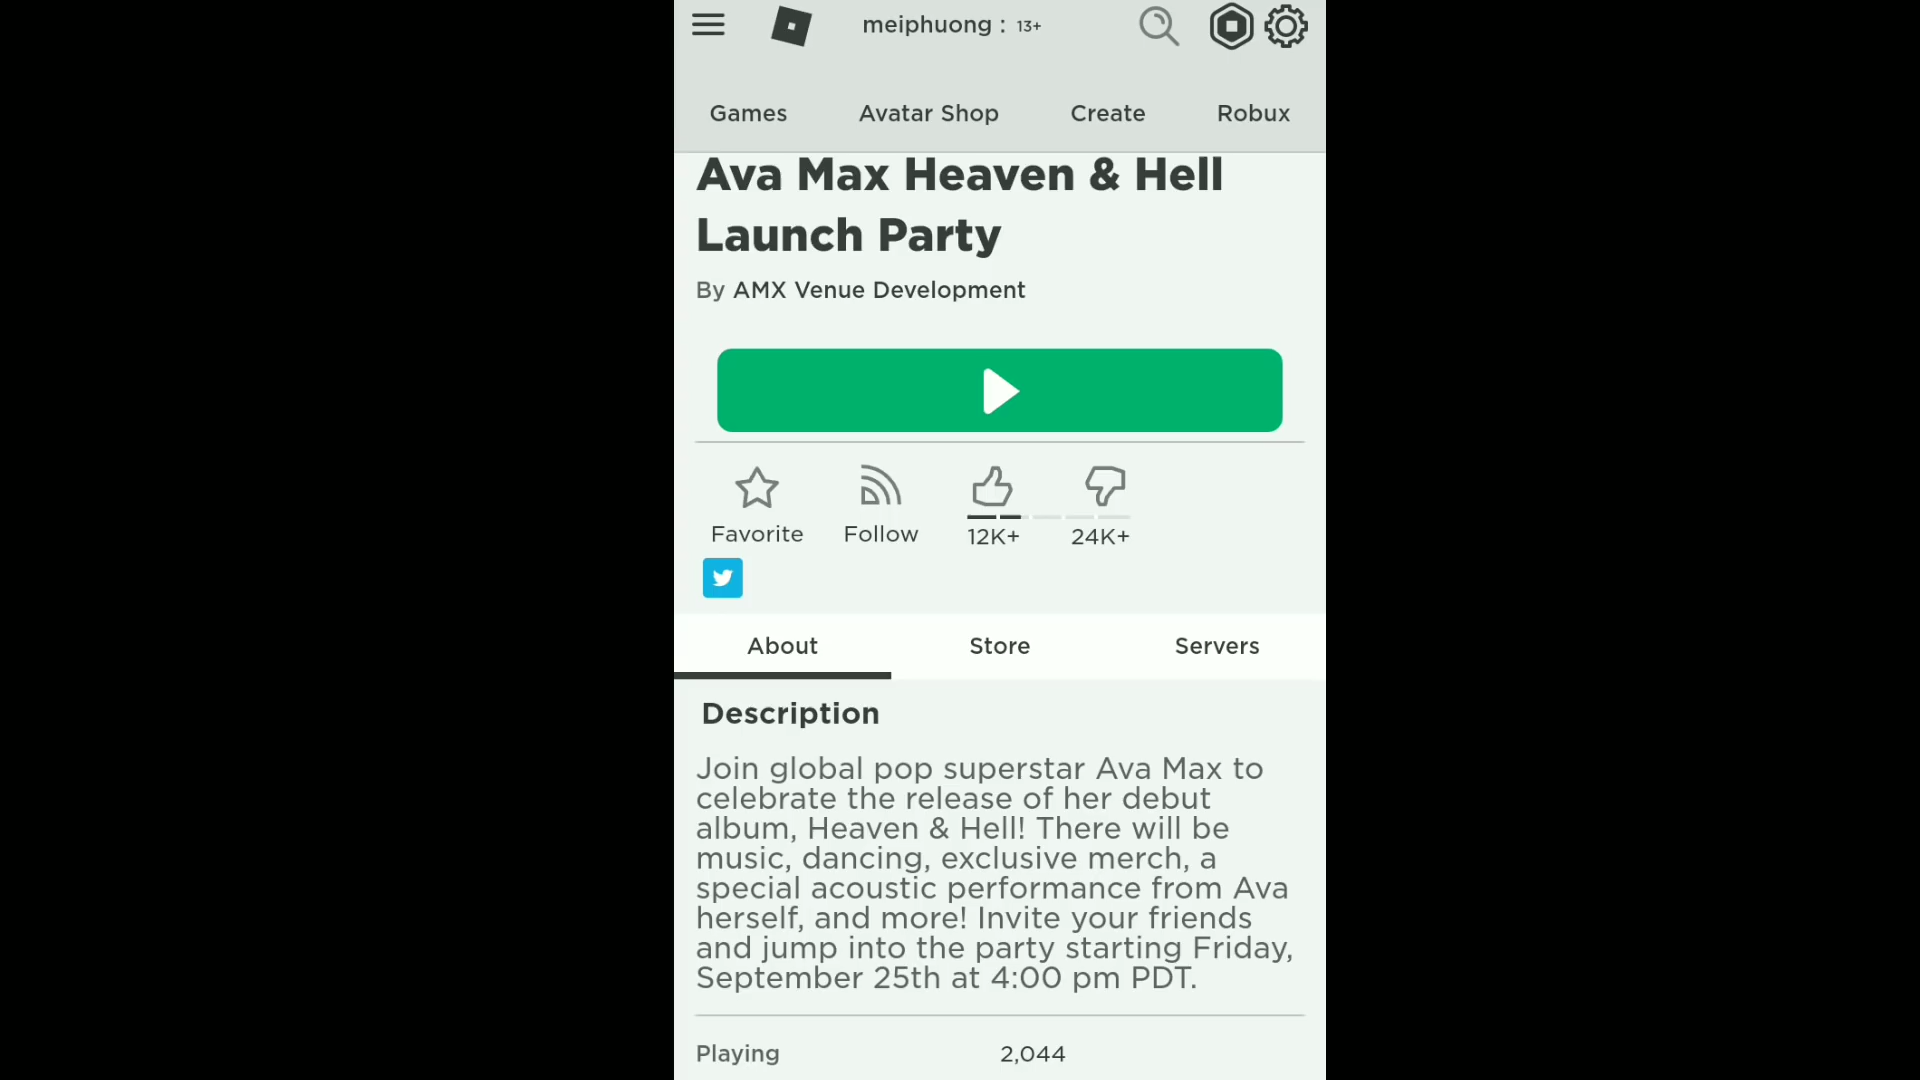 meiphuong : 13+
Games Avatar Shop Create Robux
Ava Max Heaven & Hell
Launch Party
By AMX Venue Development
Favorite Follow 12K+ 24K+
About Store Servers
Description
Join global pop superstar Ava Max to
celebrate the release of her debut
album, Heaven & Hell! There will be
music, dancing, exclusive merch, a
special acoustic performance from Ava
herself, and more! Invite your friends
and jump into the party starting Friday,
September 25th at 4:00 pm PDT.
Playing 2,044